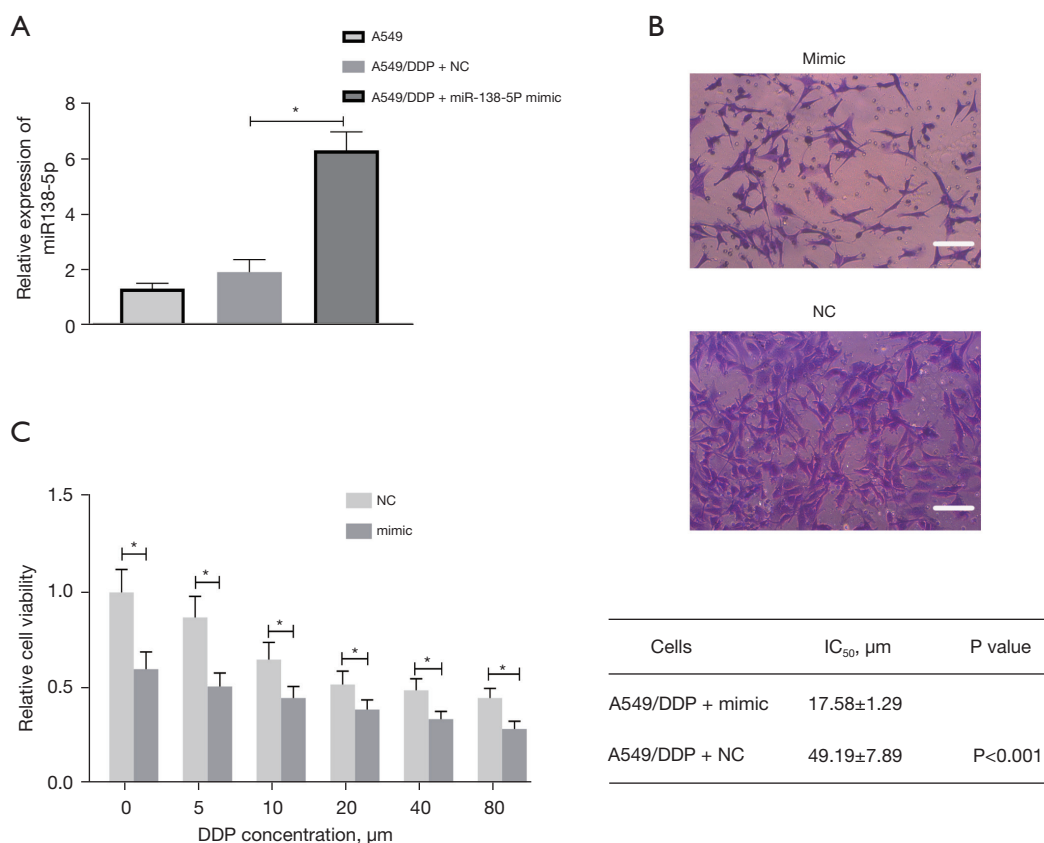 A
A549
A549/DDP + NC
A549/DDP + miR-138-5P mimic
*
Relative expression of
miR138-5p
8
6
4
2
0
B
Mimic
NC
C
NC
mimic
* * * * * *
Relative cell viability
1.5
1.0
0.5
0.0
0 5 10 20 40 80
DDP concentration, μm
Cells IC₅₀, μm P value
A549/DDP + mimic 17.58±1.29
A549/DDP + NC 49.19±7.89 P<0.001